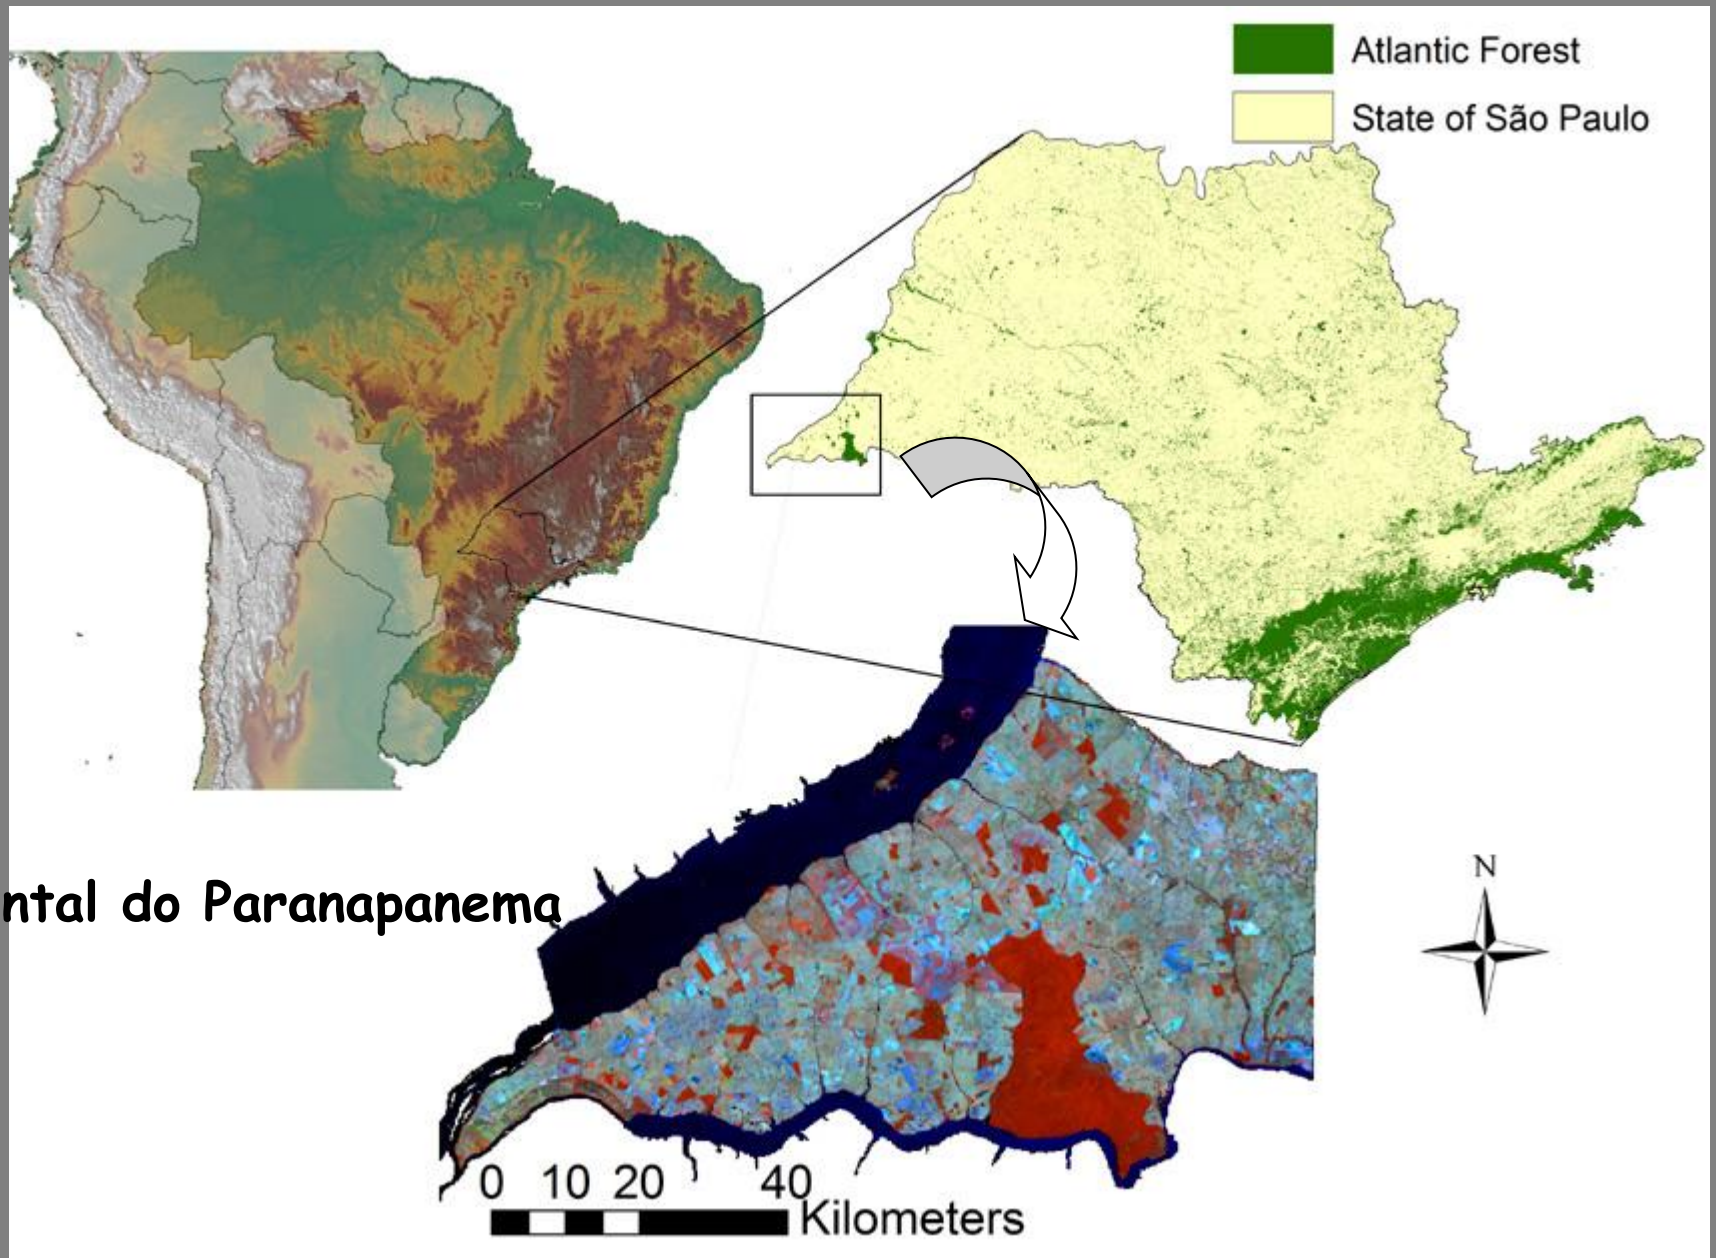 Atlantic Forest
State of São Paulo
ntal do Paranapanema
N
0 10 20 40
Kilometers